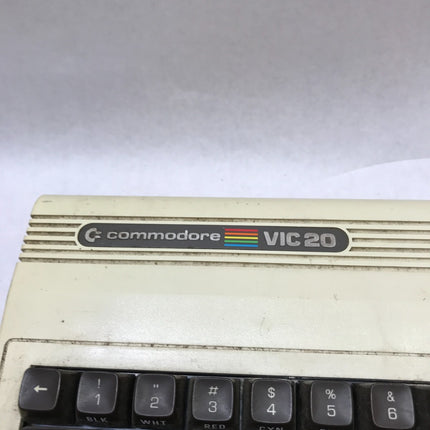 commodore VIC 20
← ! " # $ % &
1 2 3 4 5 6
BLK WHT RED CYN